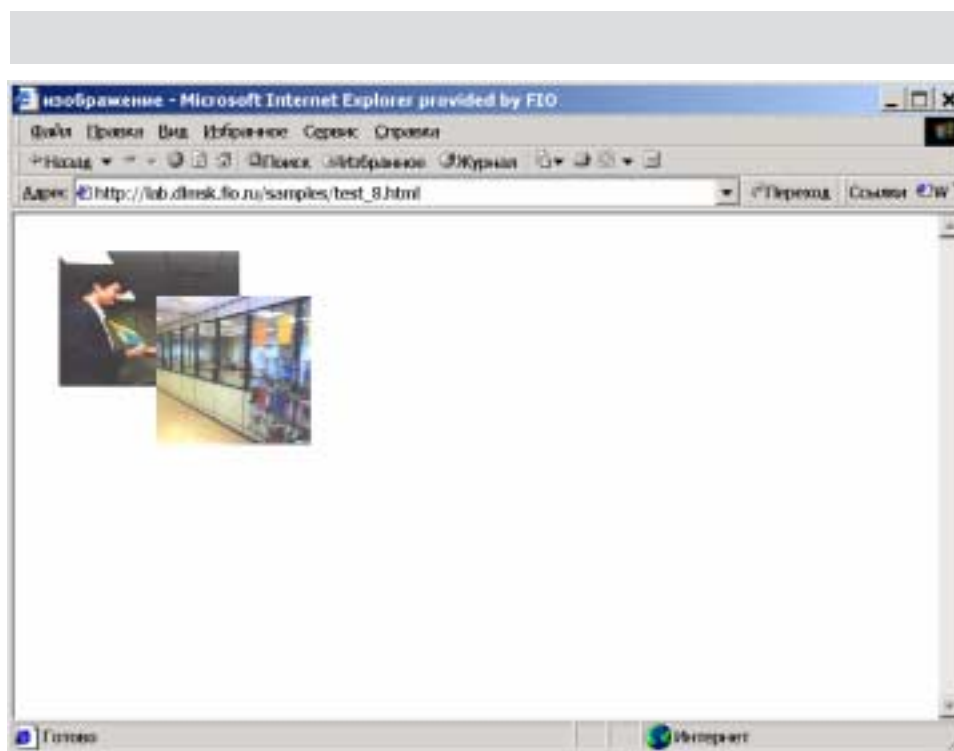 изображение - Microsoft Internet Explorer provided by FIO
Файл Правка Вид Избранное Сервис Справка
Назад Поиск Избранное Журнал
Адрес http://lab.dlmsk.fio.ru/samples/test_8.html Переход Ссылки W
Готово Интернет